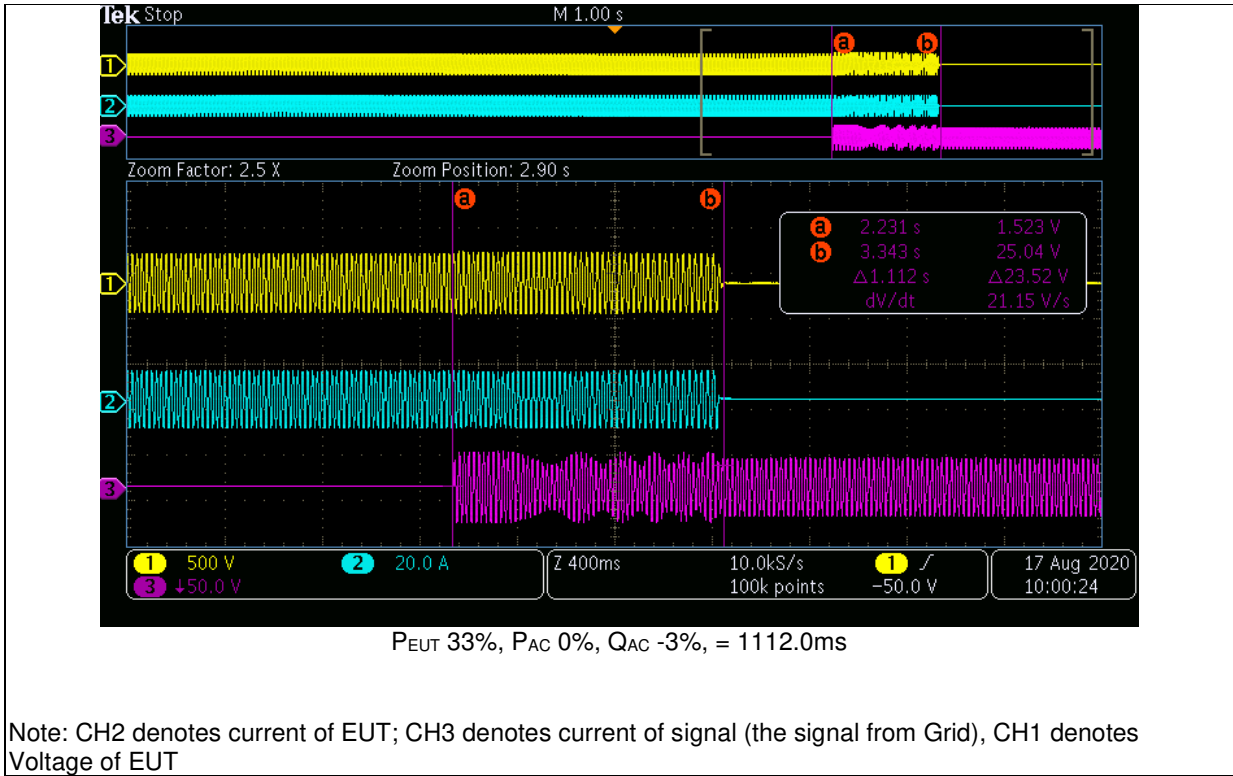 Tek Stop M 1.00 s
a b
1
2
3
Zoom Factor: 2.5 X Zoom Position: 2.90 s
a b
a 2.231 s 1.523 V
b 3.343 s 25.04 V
△1.112 s △23.52 V
dV/dt 21.15 V/s
1
2
3
1 500 V 2 20.0 A Z 400ms 10.0kS/s 1 17 Aug 2020
3 ↓50.0 V 100k points −50.0 V 10:00:24
PEUT 33%, PAC 0%, QAC -3%, = 1112.0ms
Note: CH2 denotes current of EUT; CH3 denotes current of signal (the signal from Grid), CH1 denotes
Voltage of EUT